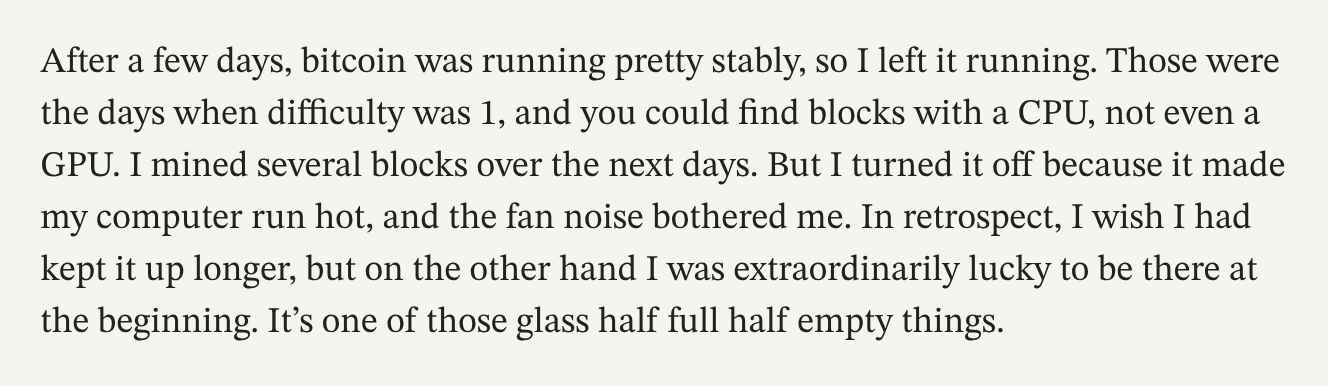 After a few days, bitcoin was running pretty stably, so I left it running. Those were
the days when difficulty was 1, and you could find blocks with a CPU, not even a
GPU. I mined several blocks over the next days. But I turned it off because it made
my computer run hot, and the fan noise bothered me. In retrospect, I wish I had
kept it up longer, but on the other hand I was extraordinarily lucky to be there at
the beginning. It’s one of those glass half full half empty things.